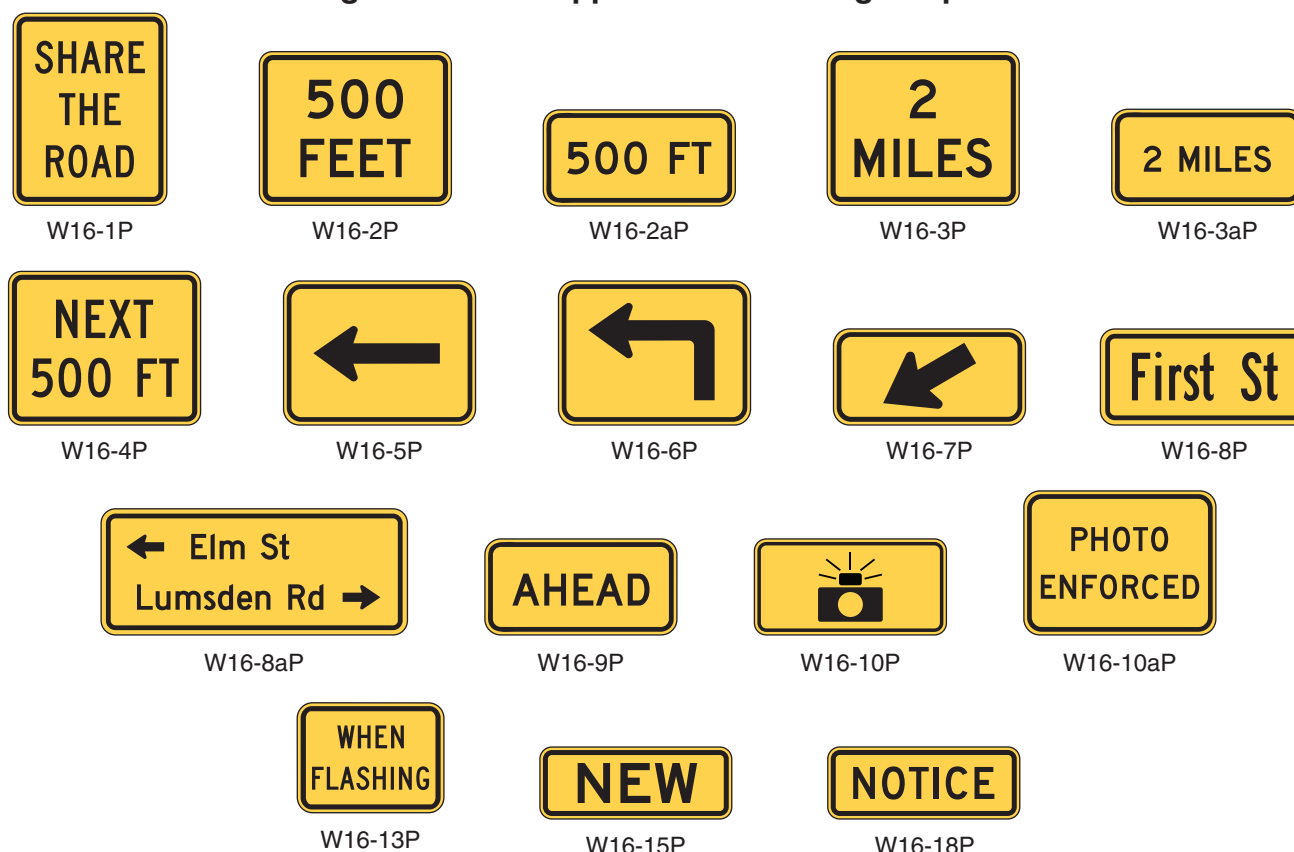 SHARE
THE
ROAD
W16-1P
500
FEET
W16-2P
500 FT
W16-2aP
2
MILES
W16-3P
2 MILES
W16-3aP
NEXT
500 FT
W16-4P
W16-5P
W16-6P
W16-7P
First St
W16-8P
Elm St
Lumsden Rd
W16-8aP
AHEAD
W16-9P
W16-10P
PHOTO
ENFORCED
W16-10aP
WHEN
FLASHING
W16-13P
NEW
W16-15P
NOTICE
W16-18P